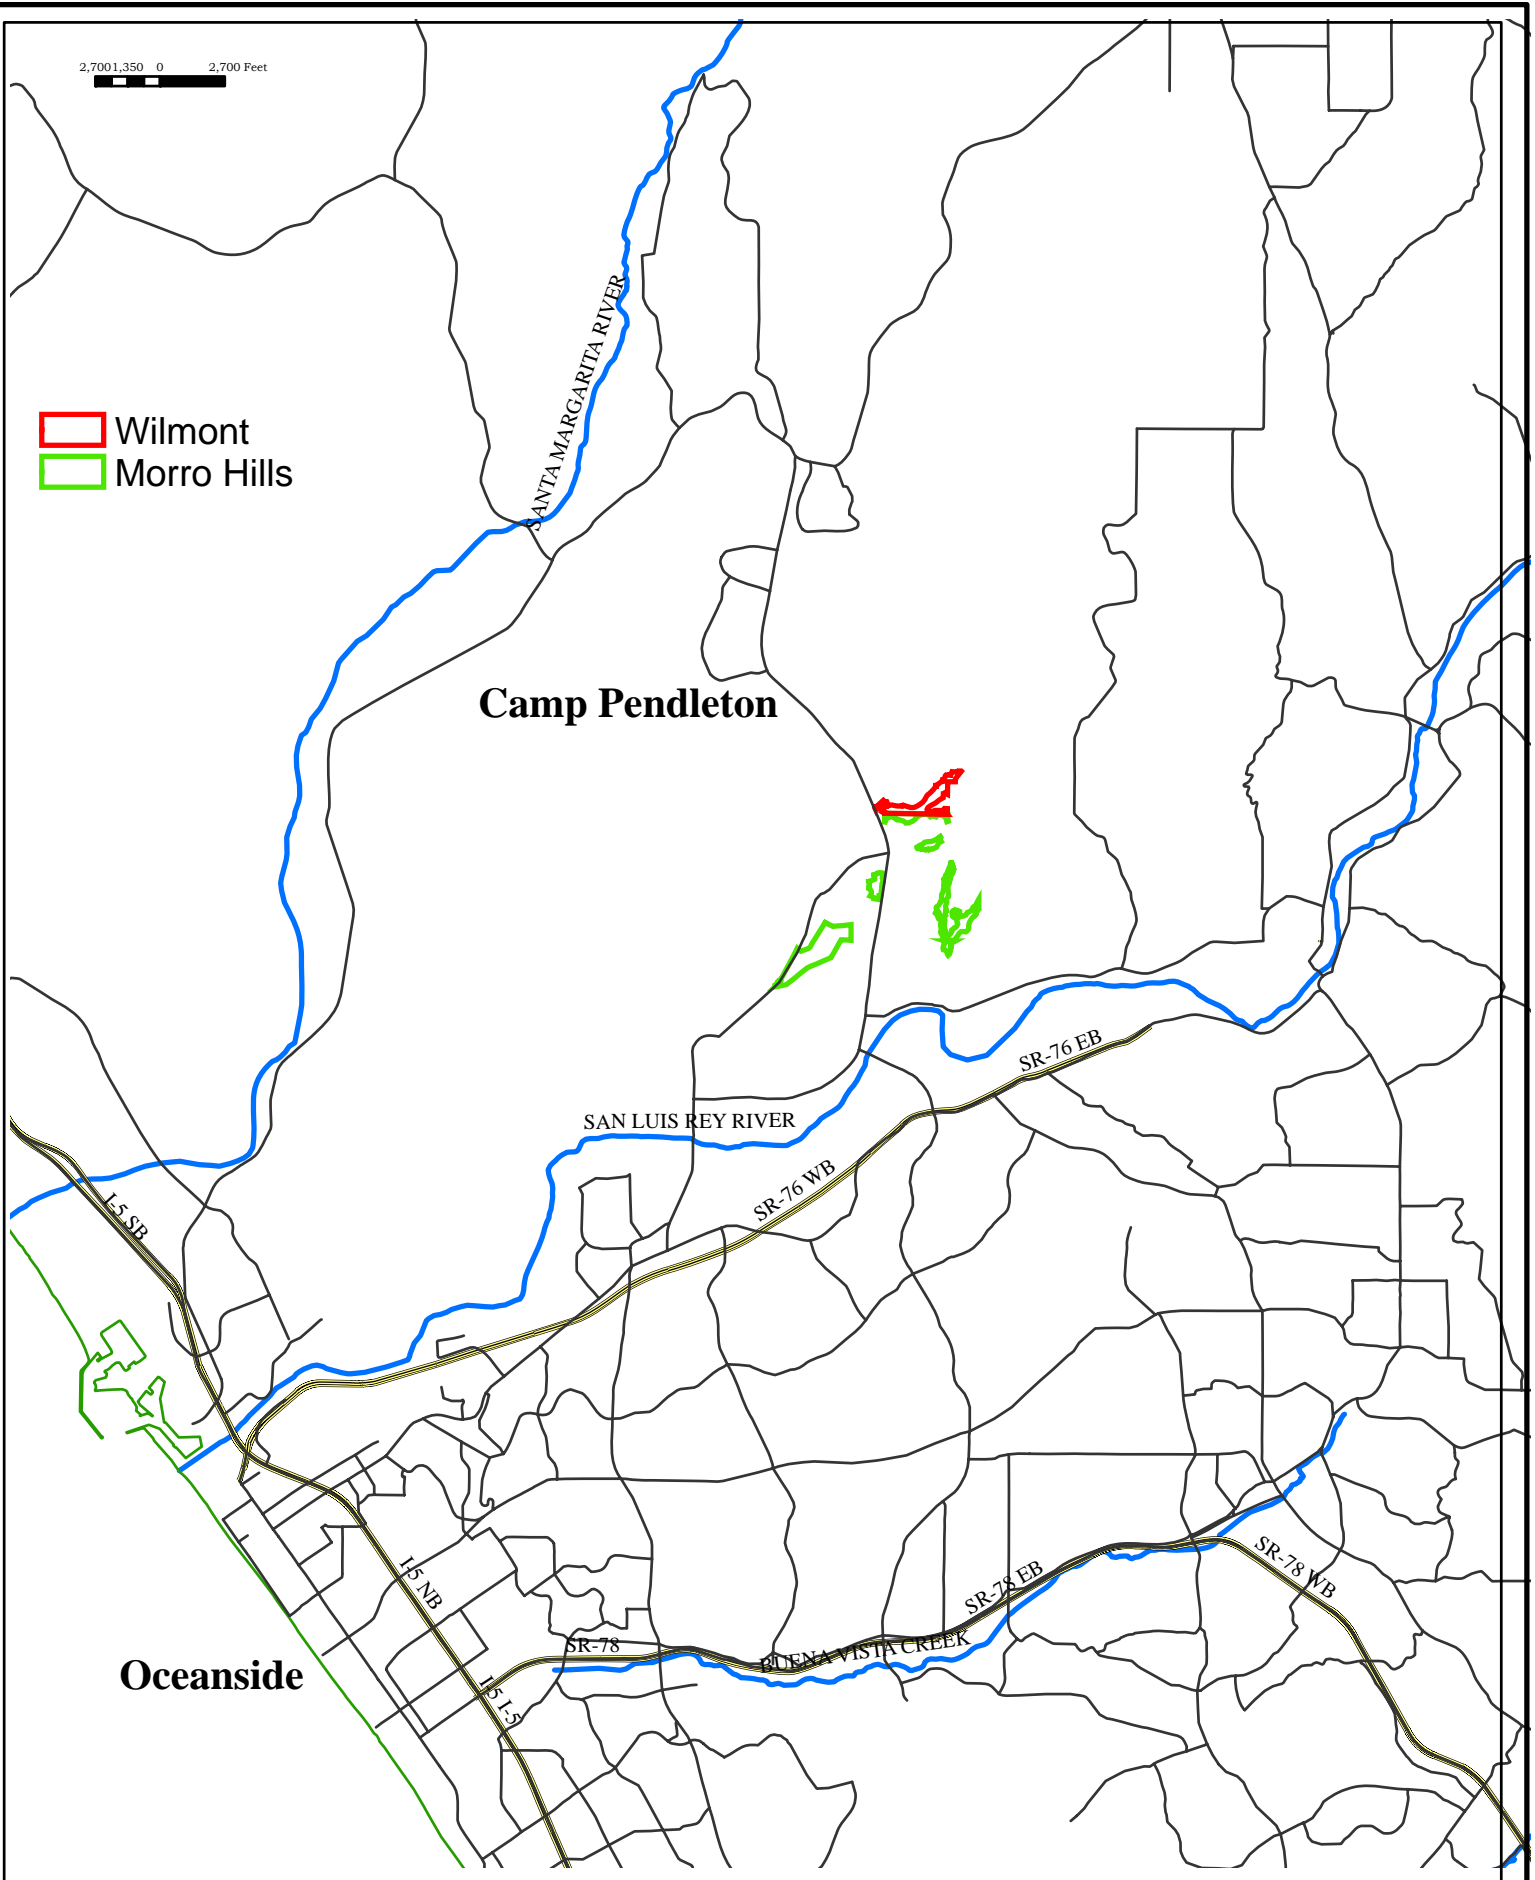 2,700 1,350 0 2,700 Feet
SANTA MARGARITA RIVER
Wilmont
Morro Hills
Camp Pendleton
SR-76 EB
SAN LUIS REY RIVER
SR-76 WB
I-5 SB
I-5 NB
SR-78 EB
SR-78 WB
SR-78
BUENA VISTA CREEK
Oceanside
I-5 I-5